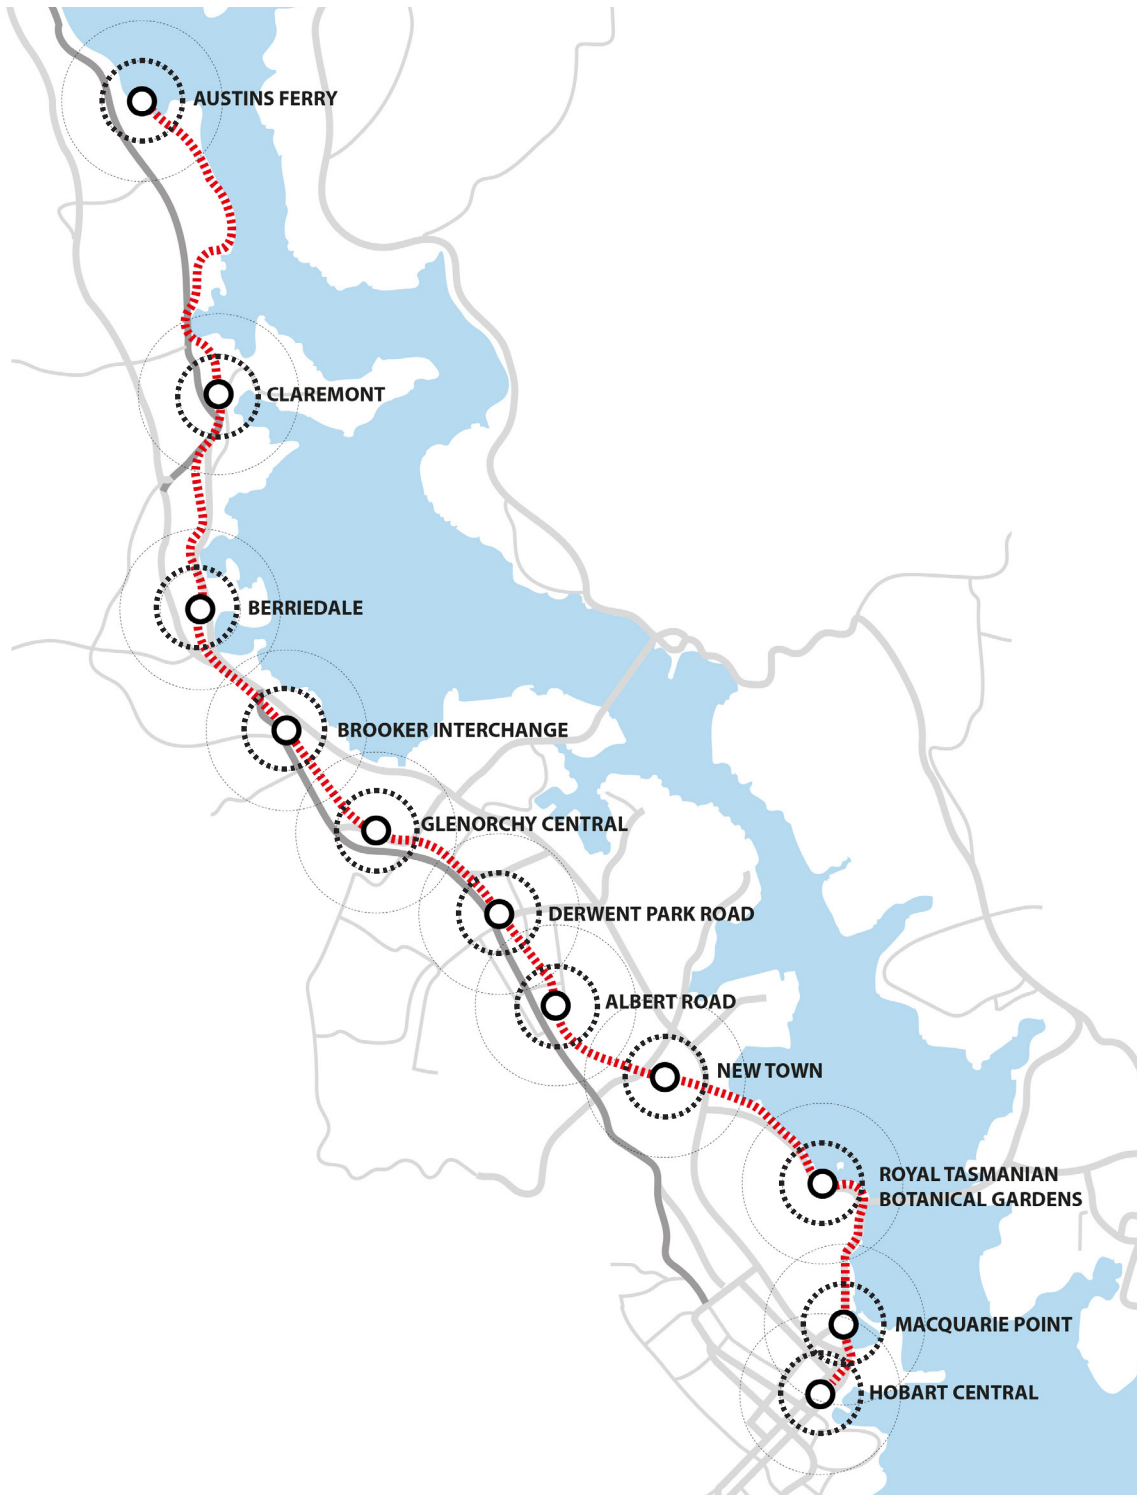 AUSTINS FERRY
CLAREMONT
BERRIEDALE
BROOKER INTERCHANGE
GLENORCHY CENTRAL
DERWENT PARK ROAD
ALBERT ROAD
NEW TOWN
ROYAL TASMANIAN
BOTANICAL GARDENS
MACQUARIE POINT
HOBART CENTRAL